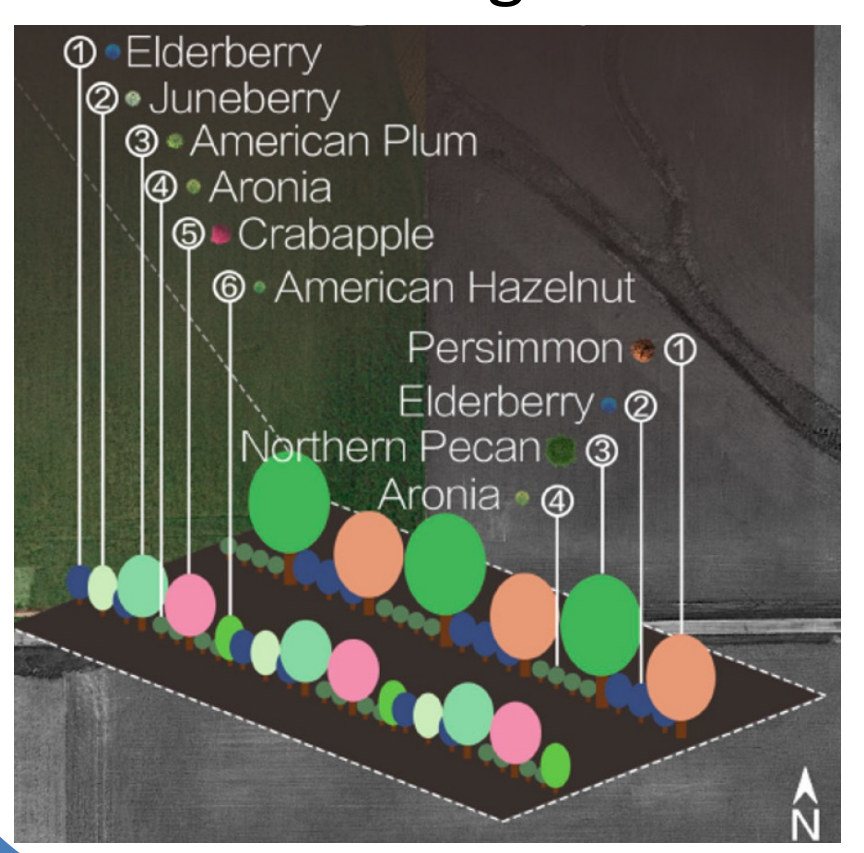 ① Elderberry
② Juneberry
③ American Plum
④ Aronia
⑤ Crabapple
⑥ American Hazelnut
Persimmon ①
Elderberry ②
Northern Pecan ③
Aronia ④
N